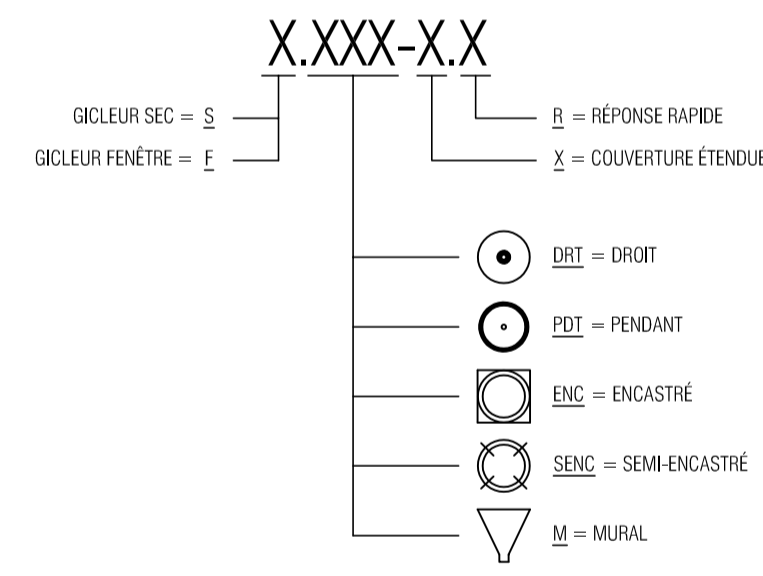 X.XXX-X.X
GICLEUR SEC = S
R = RÉPONSE RAPIDE
GICLEUR FENÊTRE = F
X = COUVERTURE ÉTENDUE
DRT = DROIT
PDT = PENDANT
ENC = ENCASTRÉ
SENC = SEMI-ENCASTRÉ
M = MURAL